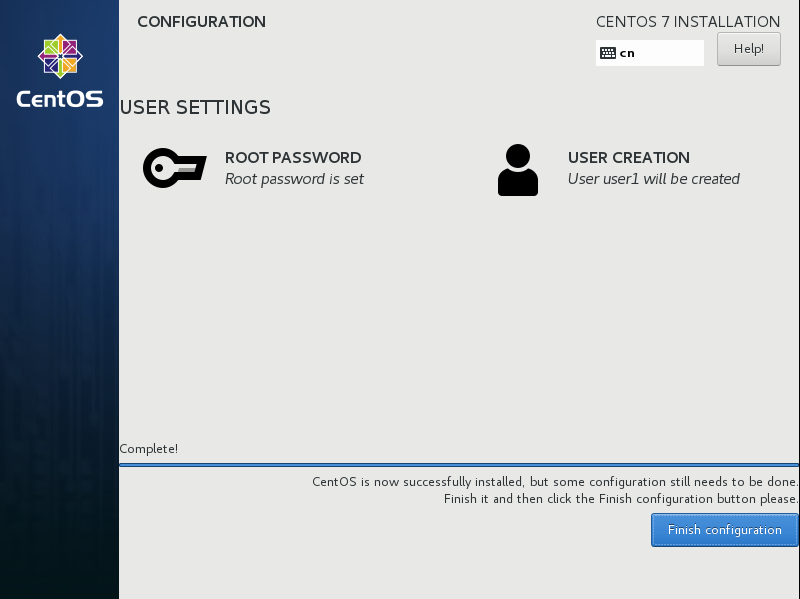 CONFIGURATION
CENTOS 7 INSTALLATION
cn
Help!
CentOS
USER SETTINGS
ROOT PASSWORD
Root password is set
USER CREATION
User user1 will be created
Complete!
CentOS is now successfully installed, but some configuration still needs to be done.
Finish it and then click the Finish configuration button please.
Finish configuration